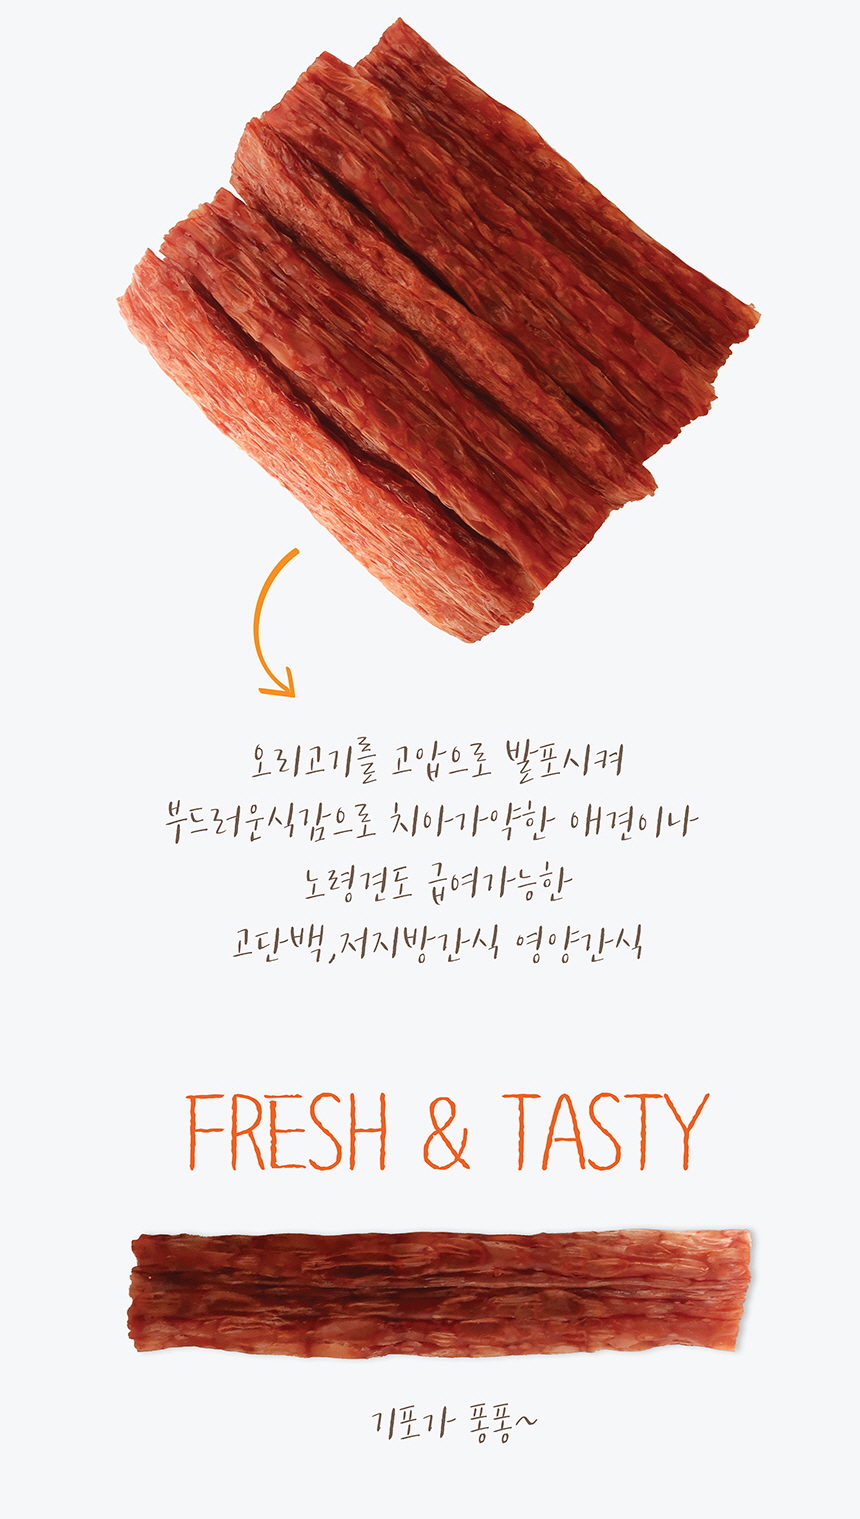 오리고기를 고압으로 발포시켜
부드러운식감으로 치아가약한 애견이나
노령견도 급여가능한
고단백,저지방간식 영양간식
FRESH & TASTY
기포가 퐁퐁~